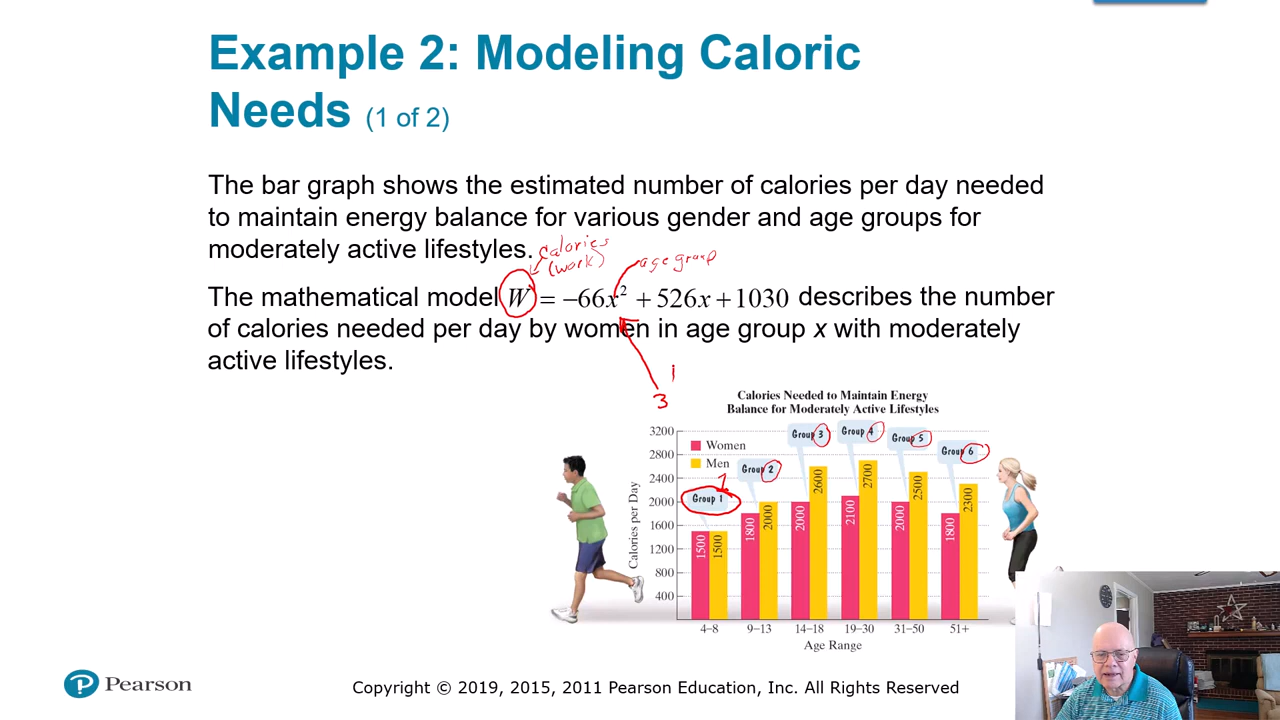 Example 2: Modeling Caloric
Needs (1 of 2)
The bar graph shows the estimated number of calories per day needed
to maintain energy balance for various gender and age groups for
moderately active lifestyles.
Calories
(work)
age group
The mathematical model W = −66x² + 526x + 1030 describes the number
of calories needed per day by women in age group x with moderately
active lifestyles.
3
Calories Needed to Maintain Energy
Balance for Moderately Active Lifestyles
Calories per Day
3200
2800
2400
2000
1600
1200
800
400
Women
Men
Group 1
1
Group 2
Group 3
Group 4
Group 5
Group 6
1500
1500
1800
2000
2000
2600
2100
2700
2000
2500
1800
2300
4–8 9–13 14–18 19–30 31–50 51+
Age Range
Pearson
Copyright © 2019, 2015, 2011 Pearson Education, Inc. All Rights Reserved